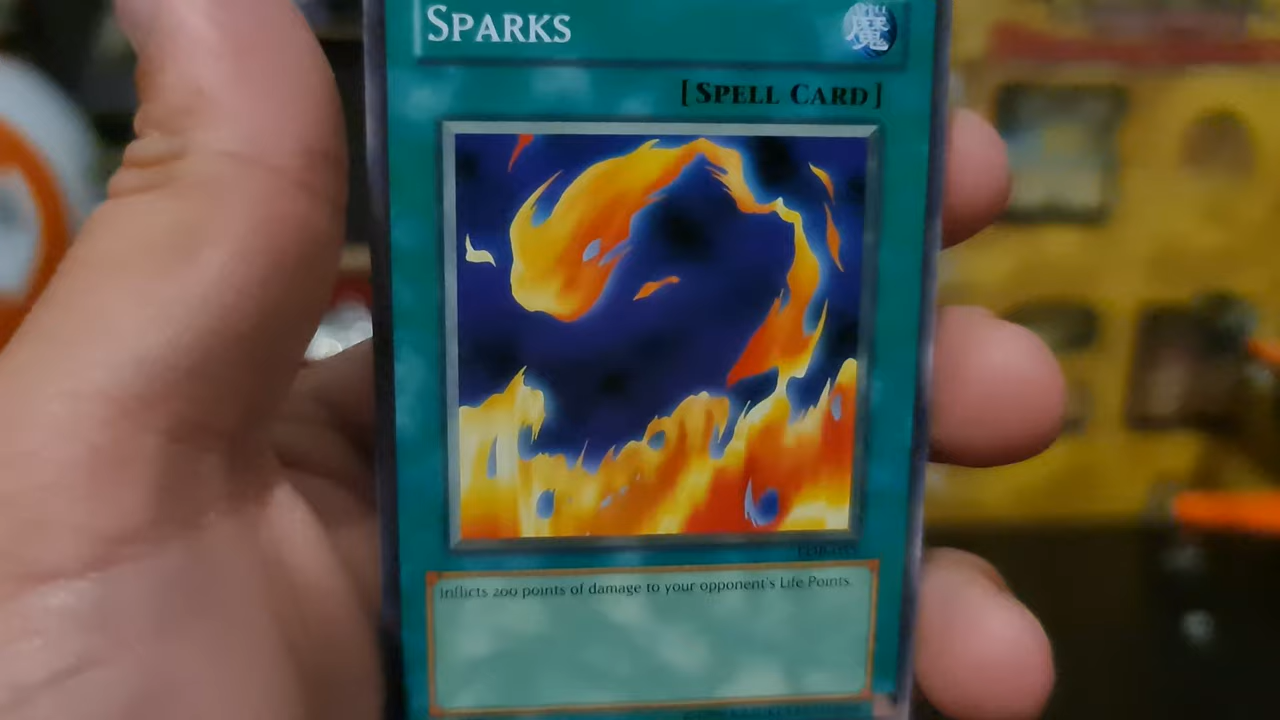 SPARKS
魔
[SPELL CARD]
Inflicts 200 points of damage to your opponent's Life Points.